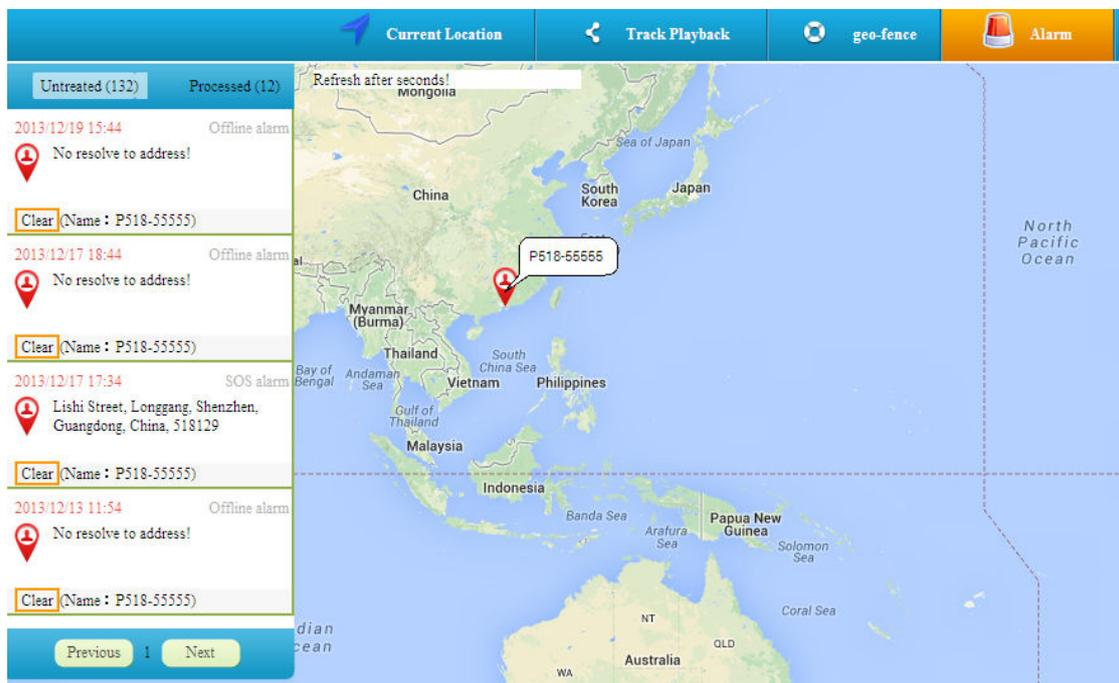 Current Location
Track Playback
geo-fence
Alarm
Untreated (132)
Processed (12)
2013/12/19 15:44
Offline alarm
No resolve to address!
Clear (Name：P518-55555)
2013/12/17 18:44
Offline alarm
No resolve to address!
Clear (Name：P518-55555)
2013/12/17 17:34
SOS alarm
Lishi Street, Longgang, Shenzhen,
Guangdong, China, 518129
Clear (Name：P518-55555)
2013/12/13 11:54
Offline alarm
No resolve to address!
Clear (Name：P518-55555)
Previous
1
Next
Refresh after seconds!
Mongolia
Sea of Japan
China
South
Korea
Japan
North
Pacific
Ocean
P518-55555
Myanmar
(Burma)
Thailand
South
China Sea
Bay of
Bengal
Andaman
Sea
Vietnam
Philippines
Gulf of
Thailand
Malaysia
Indonesia
Banda Sea
Papua New
Guinea
Arafura
Sea
Solomon
Sea
Coral Sea
NT
QLD
Australia
WA